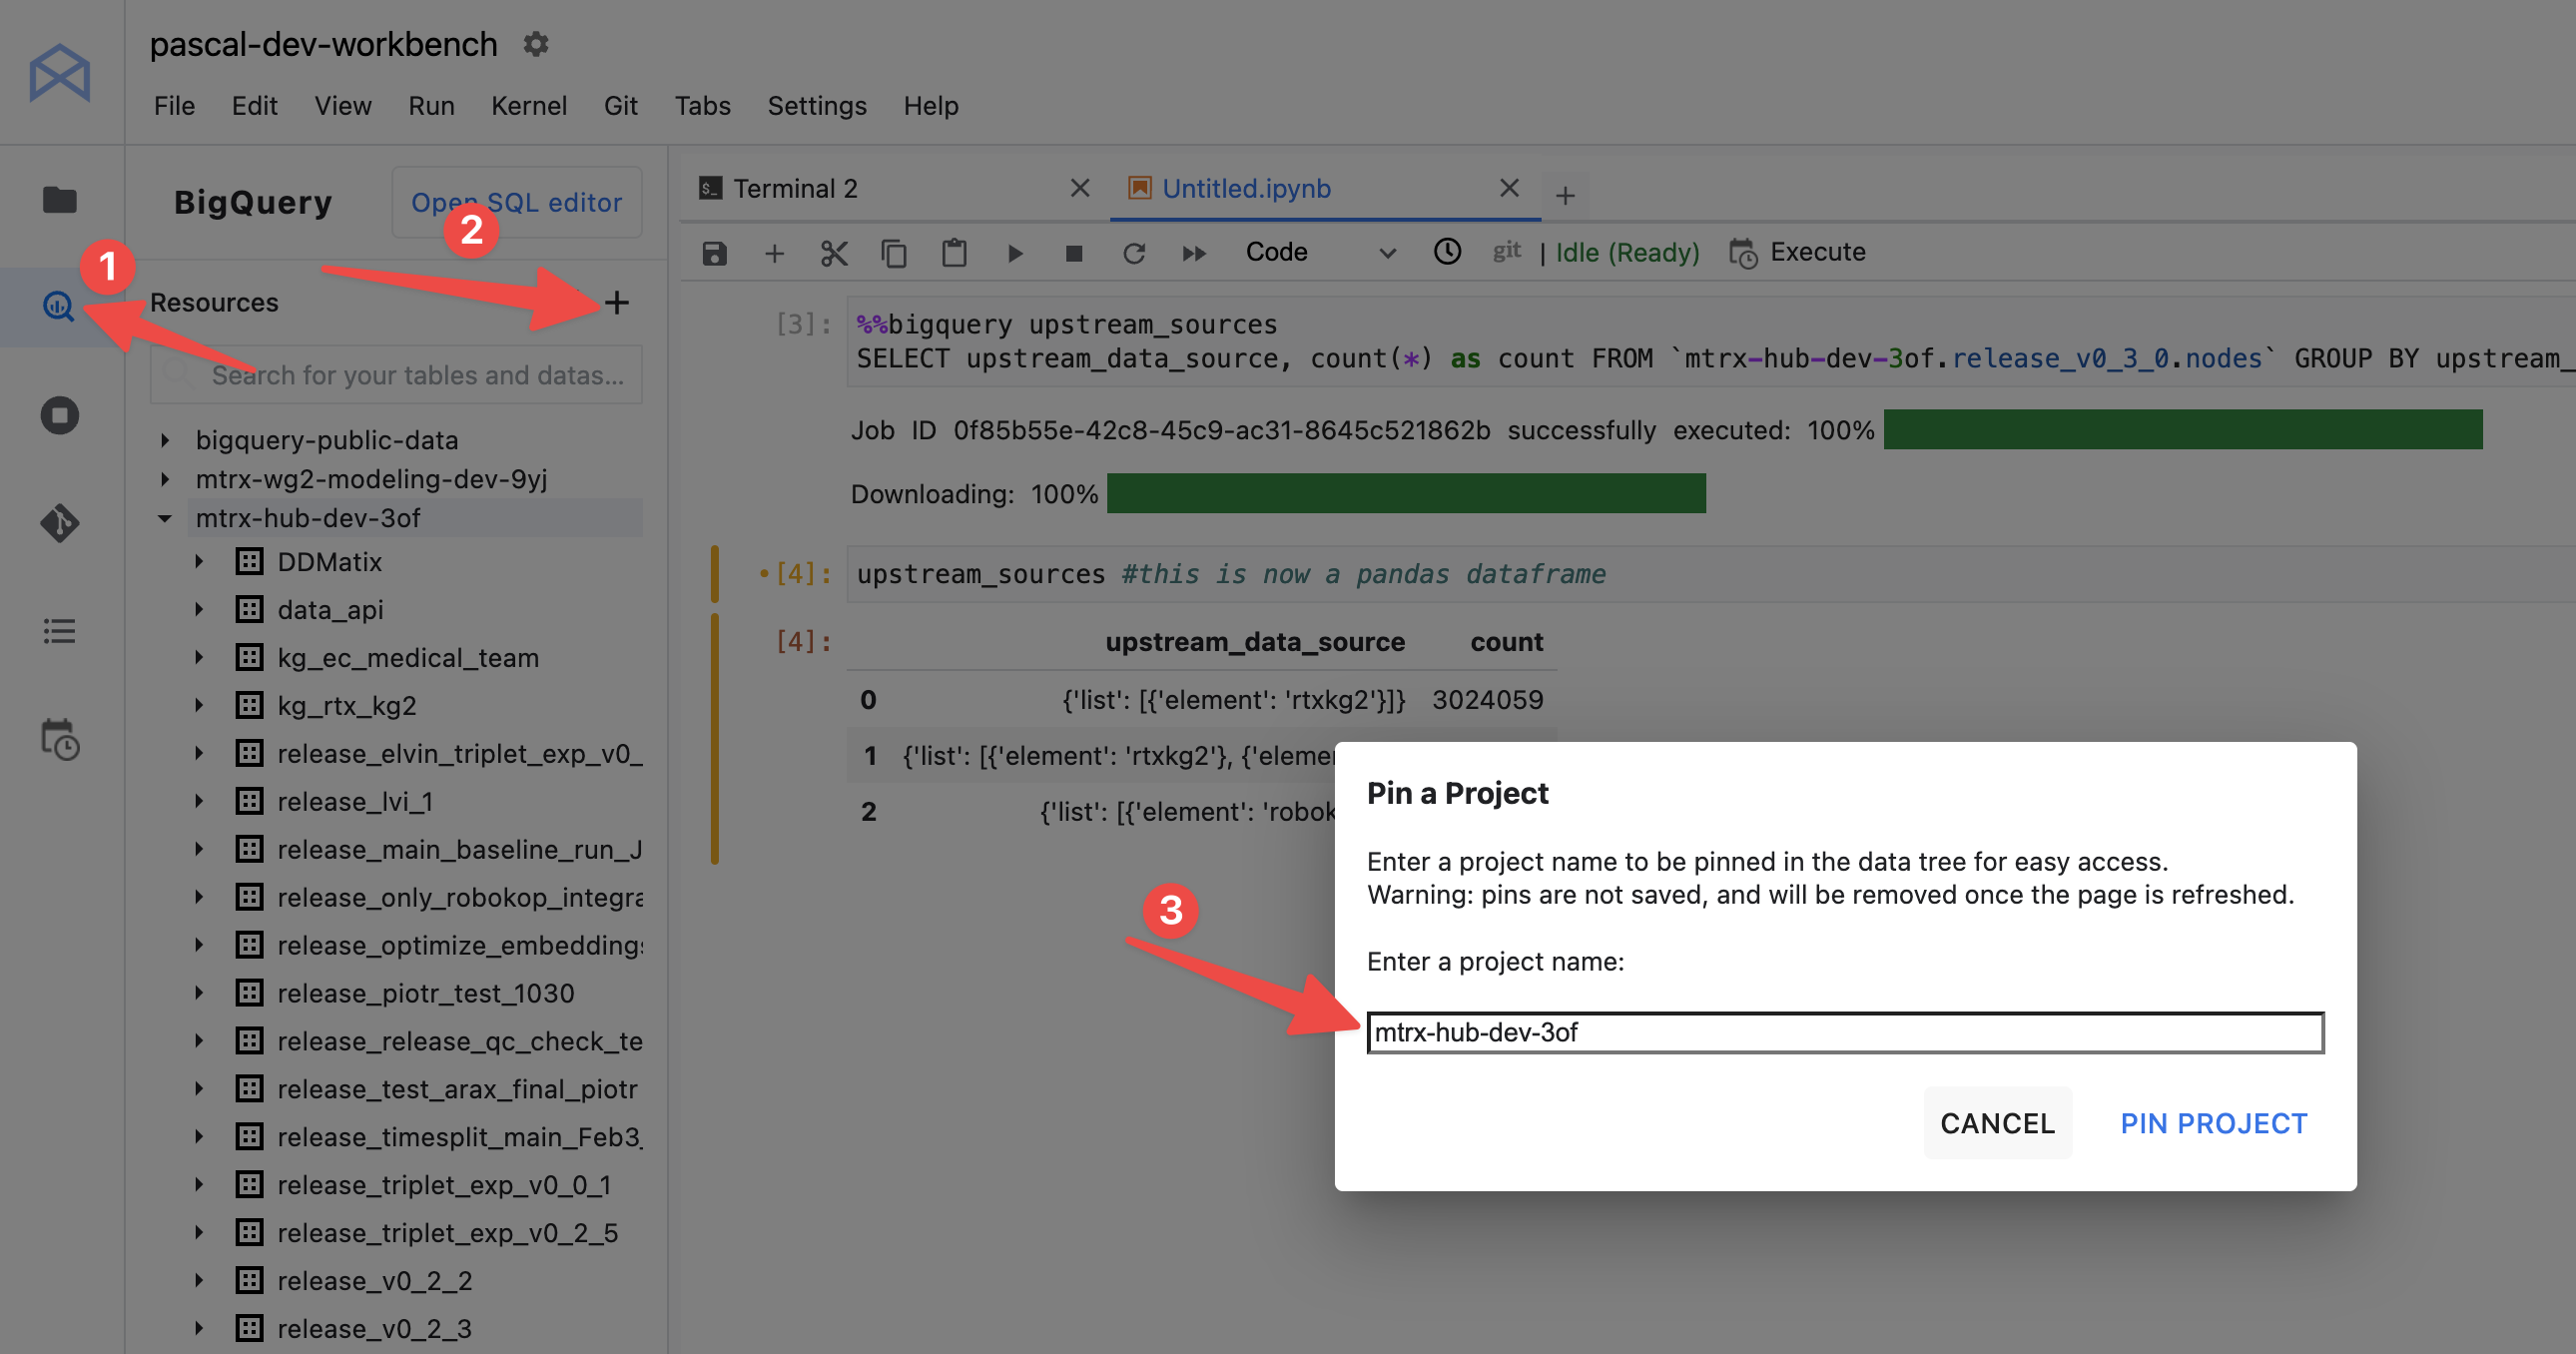 pascal-dev-workbench
File Edit View Run Kernel Git Tabs Settings Help
BigQuery
Open SQL editor
1
2
Resources
Search for your tables and datas...
bigquery-public-data
mtrx-wg2-modeling-dev-9yj
mtrx-hub-dev-3of
DDMatix
data_api
kg_ec_medical_team
kg_rtx_kg2
release_elvin_triplet_exp_v0_
release_lvi_1
release_main_baseline_run_J
release_only_robokop_integra
release_optimize_embeddings
release_piotr_test_1030
release_release_qc_check_te
release_test_arax_final_piotr
release_timesplit_main_Feb3_
release_triplet_exp_v0_0_1
release_triplet_exp_v0_2_5
release_v0_2_2
release_v0_2_3
Terminal 2
Untitled.ipynb
Code
git | Idle (Ready) Execute
[3]: %%bigquery upstream_sources
SELECT upstream_data_source, count(*) as count FROM `mtrx-hub-dev-3of.release_v0_3_0.nodes` GROUP BY upstream_
Job ID 0f85b55e-42c8-45c9-ac31-8645c521862b successfully executed: 100%
Downloading: 100%
[4]: upstream_sources #this is now a pandas dataframe
[4]: upstream_data_source count
0 {'list': [{'element': 'rtxkg2'}]} 3024059
1 {'list': [{'element': 'rtxkg2'}, {'elemen
2 {'list': [{'element': 'robok
3
Pin a Project
Enter a project name to be pinned in the data tree for easy access.
Warning: pins are not saved, and will be removed once the page is refreshed.
Enter a project name:
mtrx-hub-dev-3of
CANCEL PIN PROJECT